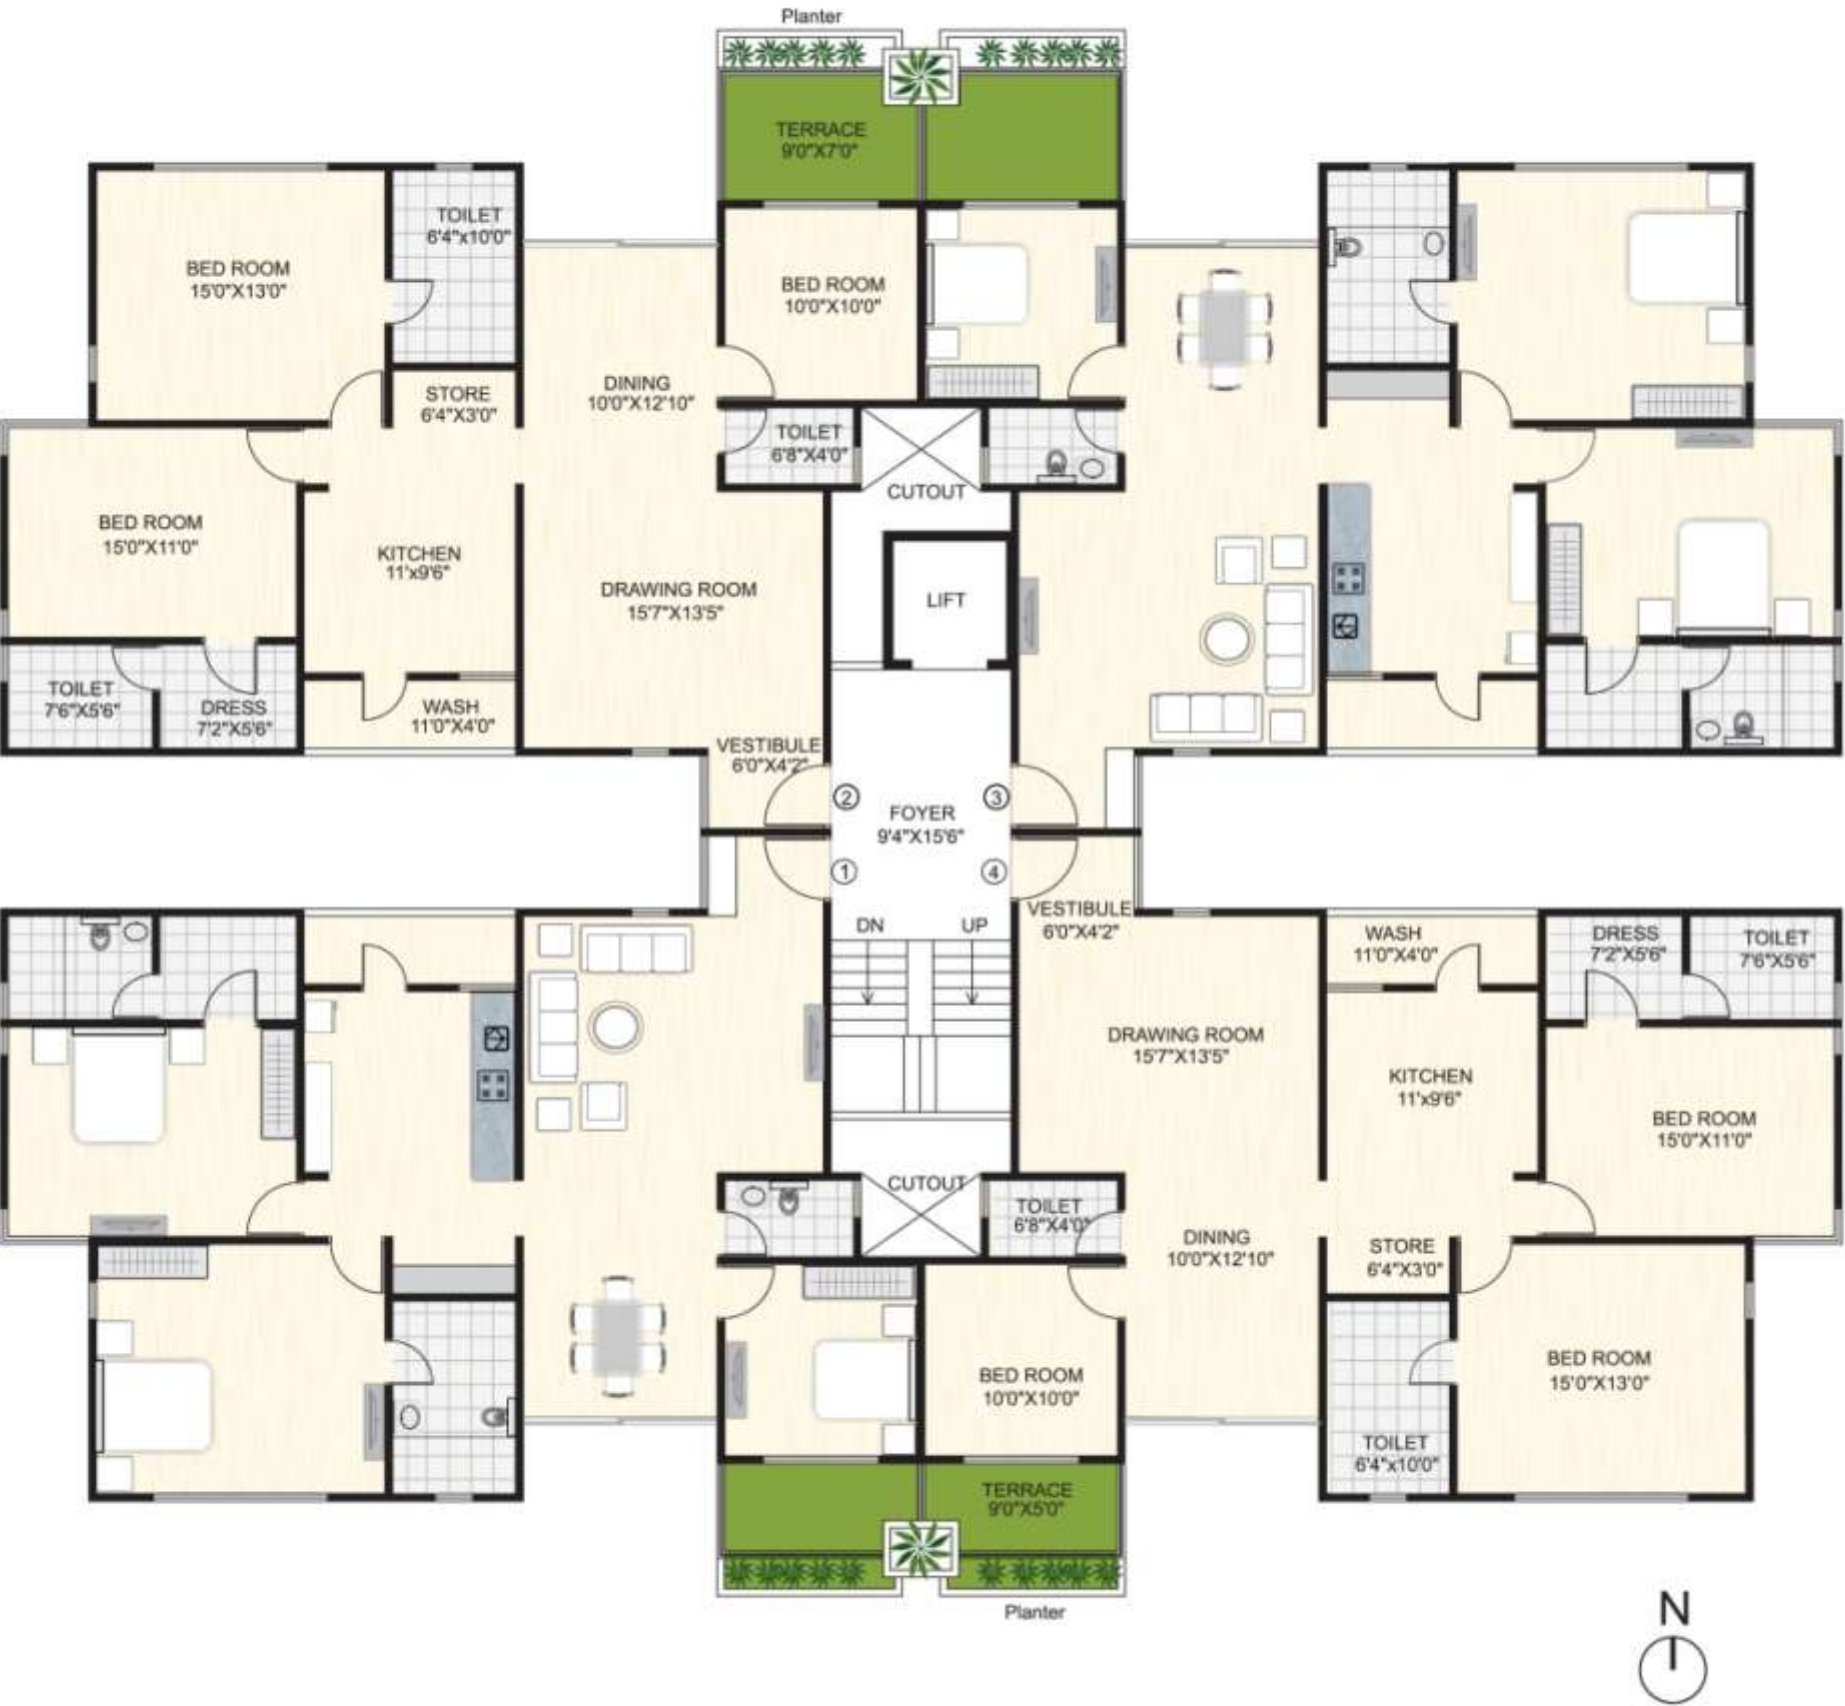 Planter
TERRACE
9'0"X7'0"
TOILET
6'4"x10'0"
BED ROOM
15'0"X13'0"
BED ROOM
10'0"X10'0"
STORE
6'4"X3'0"
DINING
10'0"X12'10"
TOILET
6'8"X4'0"
CUTOUT
BED ROOM
15'0"X11'0"
KITCHEN
11'x9'6"
DRAWING ROOM
15'7"X13'5"
LIFT
TOILET
7'6"X5'6"
DRESS
7'2"X5'6"
WASH
11'0"X4'0"
VESTIBULE
6'0"X4'2"
2
3
FOYER
9'4"X15'6"
1
4
DN
UP
VESTIBULE
6'0"X4'2"
WASH
11'0"X4'0"
DRESS
7'2"X5'6"
TOILET
7'6"X5'6"
DRAWING ROOM
15'7"X13'5"
KITCHEN
11'x9'6"
BED ROOM
15'0"X11'0"
CUTOUT
TOILET
6'8"X4'0"
DINING
10'0"X12'10"
STORE
6'4"X3'0"
BED ROOM
10'0"X10'0"
BED ROOM
15'0"X13'0"
TOILET
6'4"x10'0"
TERRACE
9'0"X5'0"
Planter
N